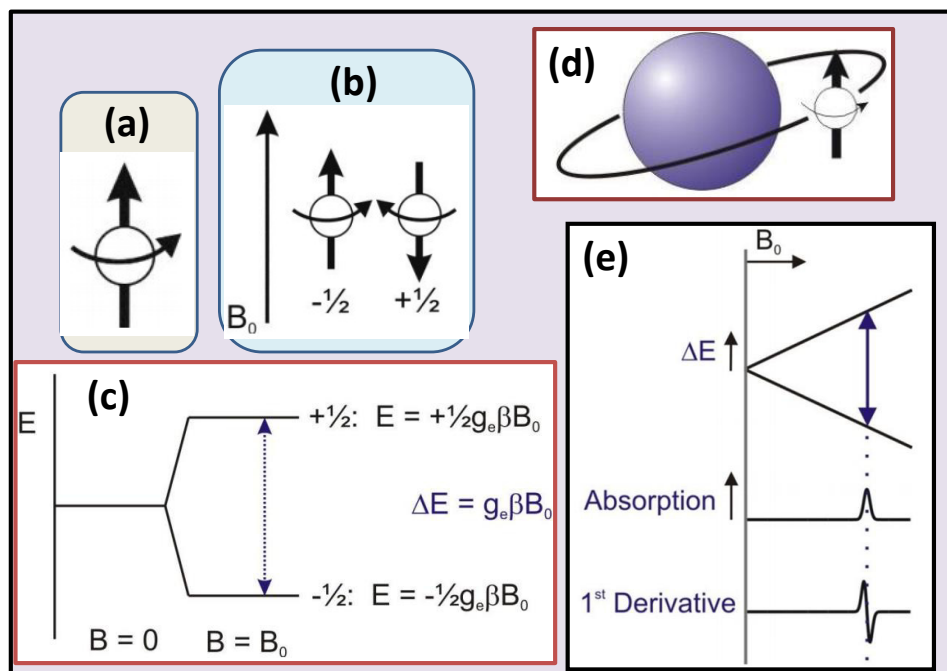 (a)
(b)
B₀
-½
+½
(c)
E
+½: E = +½gₑβB₀
ΔE = gₑβB₀
-½: E = -½gₑβB₀
B = 0
B = B₀
(d)
(e)
B₀
ΔE
Absorption
1ˢᵗ Derivative